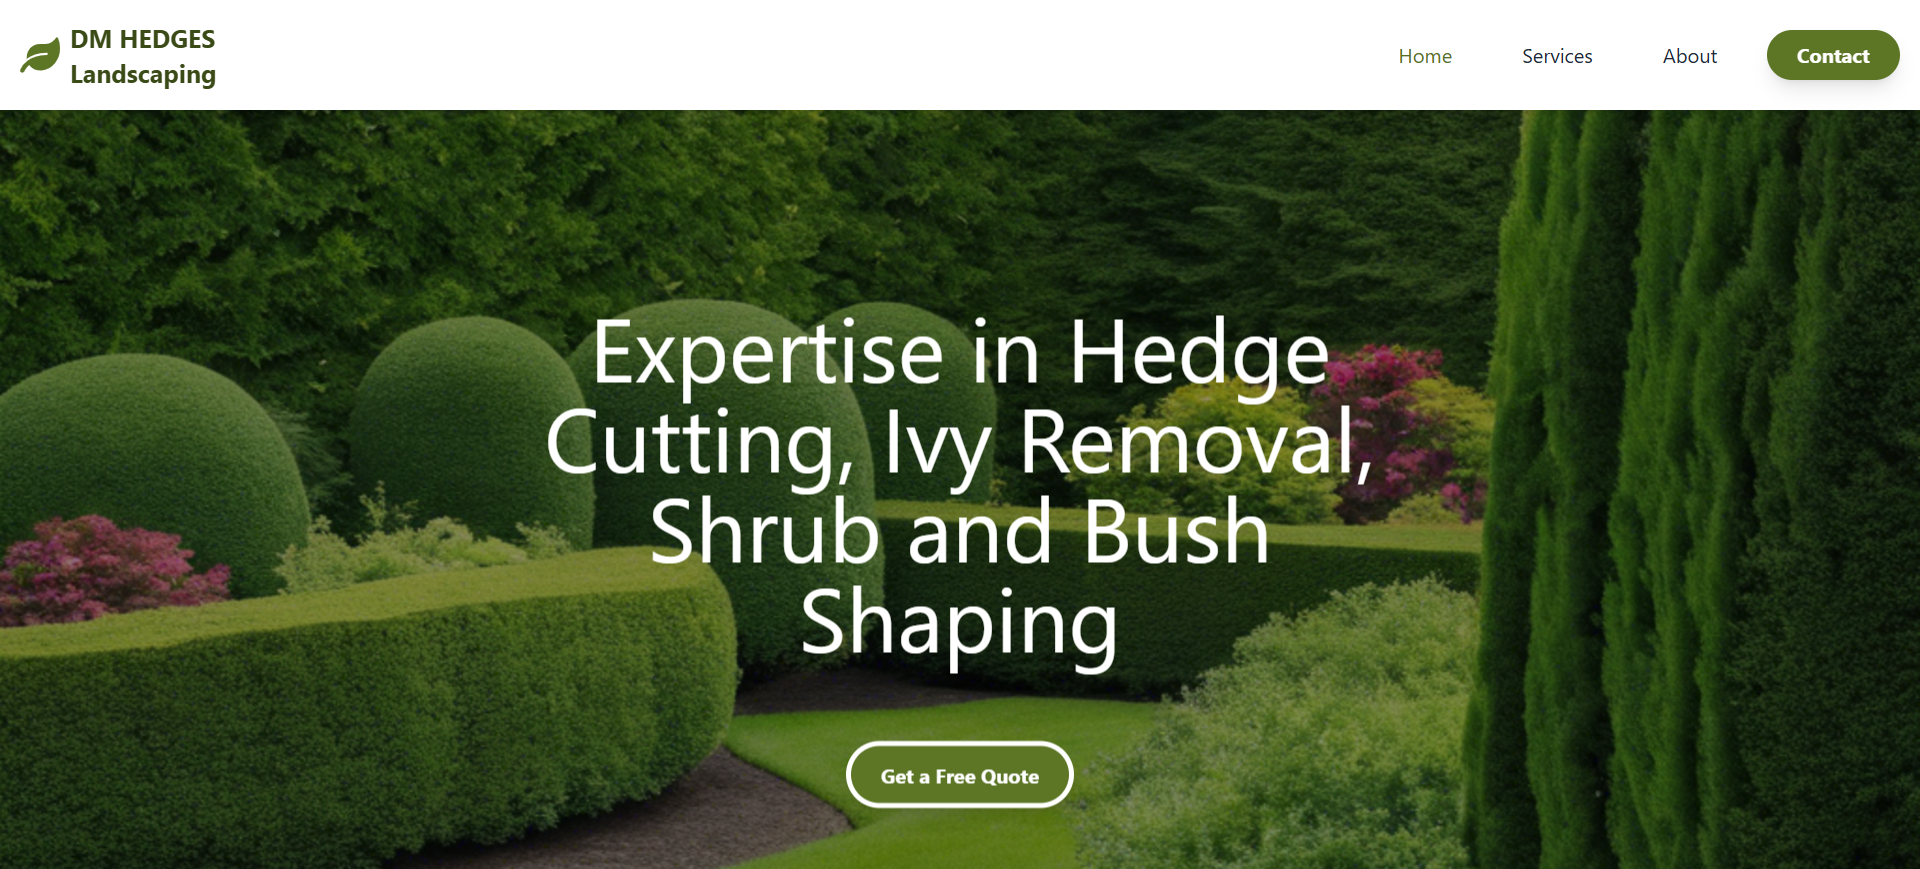 DM HEDGES
Landscaping
Home
Services
About
Contact
Expertise in Hedge
Cutting, Ivy Removal,
Shrub and Bush
Shaping
Get a Free Quote